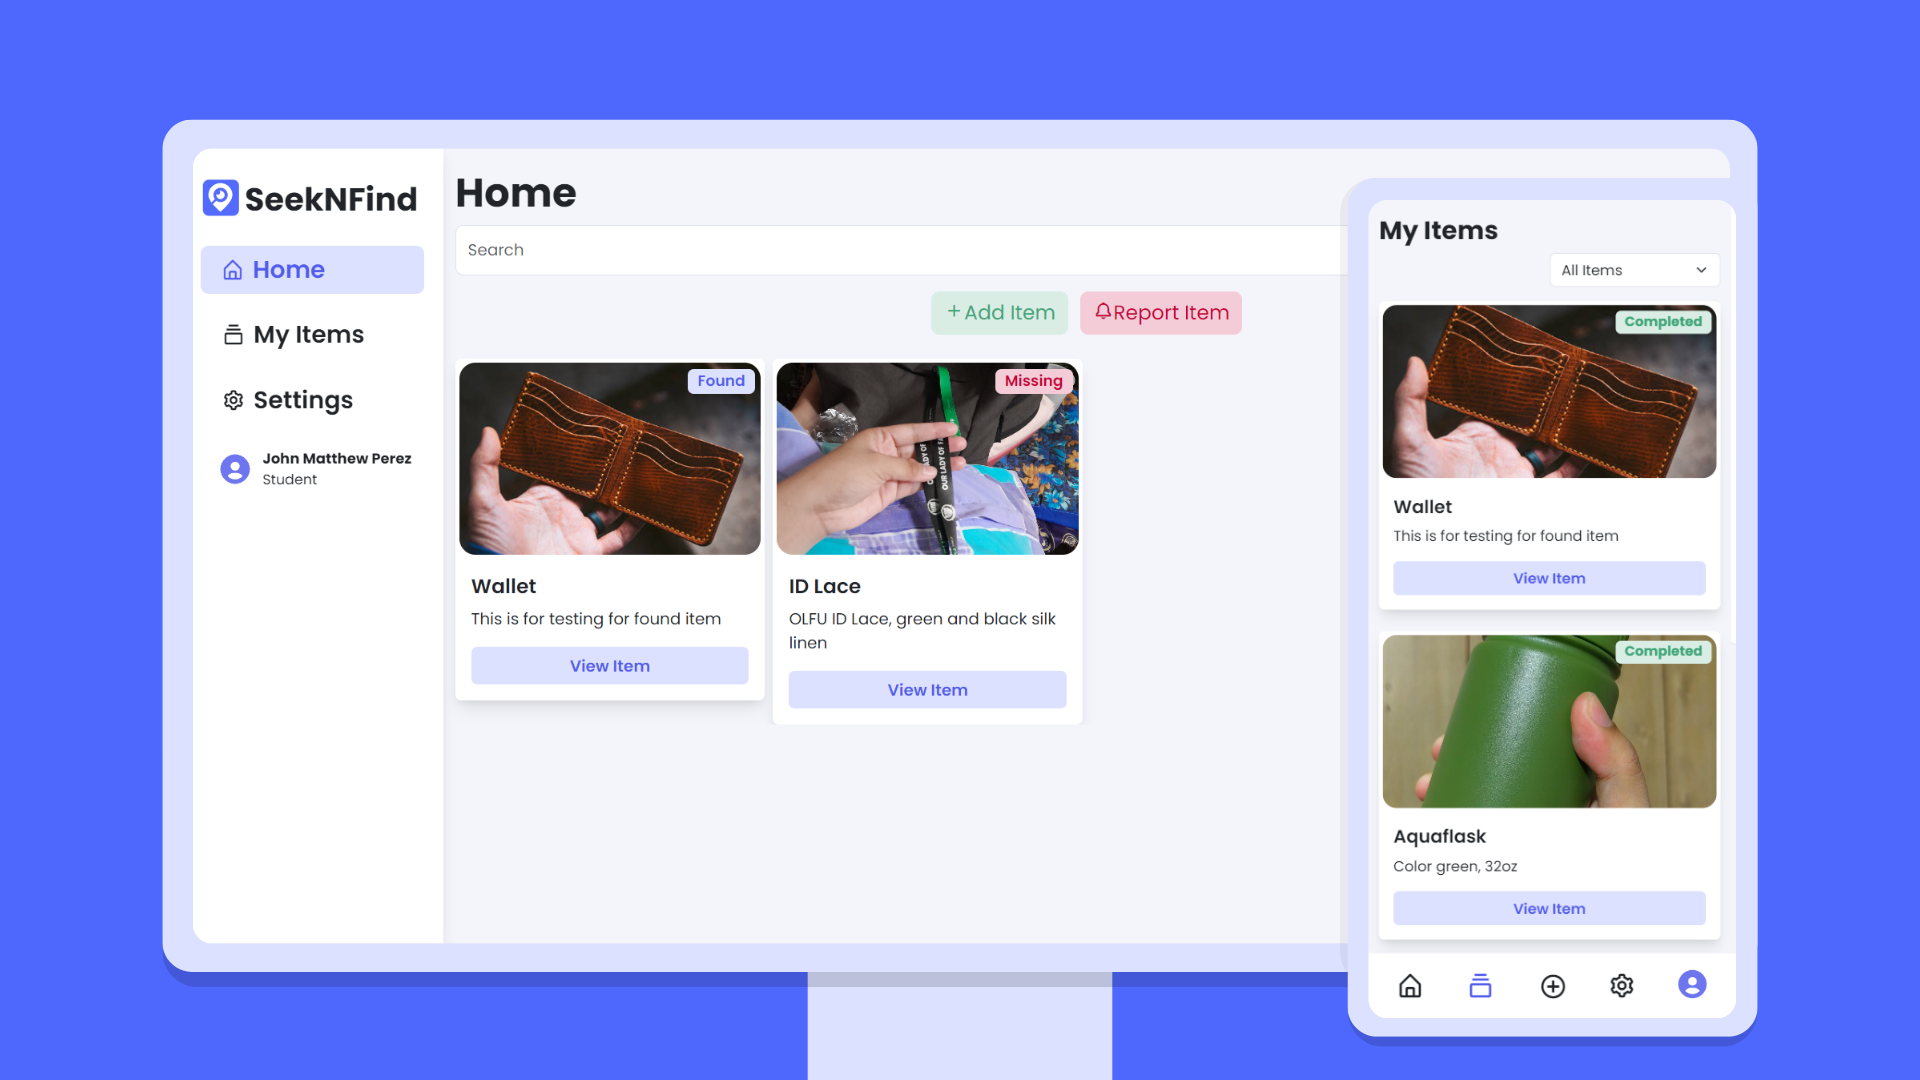 SeekNFind
Home
My Items
Settings
John Matthew Perez
Student
Home
Search
+Add Item
Report Item
Found
Wallet
This is for testing for found item
View Item
Missing
OUR LADY OF
ID Lace
OLFU ID Lace, green and black silk
linen
View Item
My Items
All Items
Completed
Wallet
This is for testing for found item
View Item
Completed
Aquaflask
Color green, 32oz
View Item